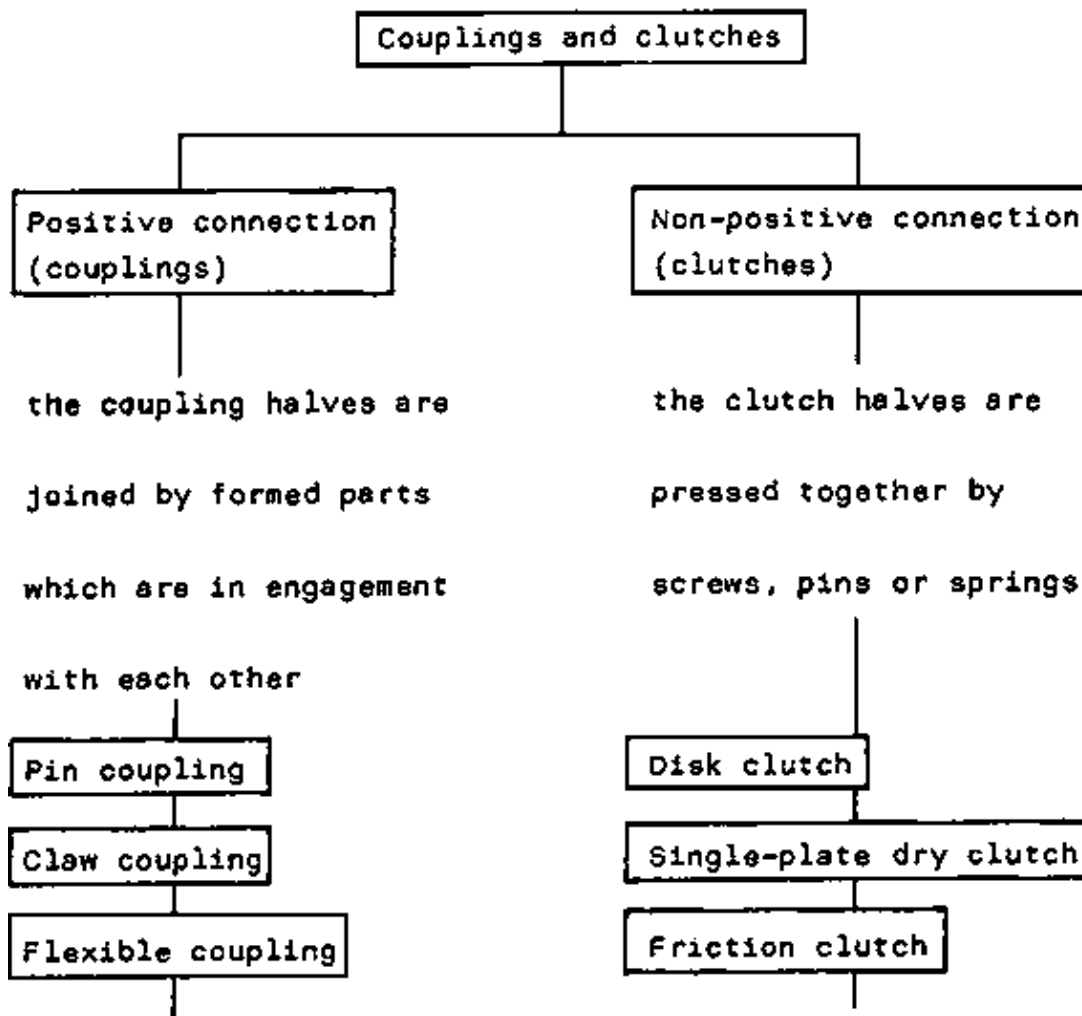 Couplings and clutches
Positive connection
(couplings)
the coupling halves are
joined by formed parts
which are in engagement
with each other
Pin coupling
Claw coupling
Flexible coupling
Non-positive connection
(clutches)
the clutch halves are
pressed together by
screws, pins or springs
Disk clutch
Single-plate dry clutch
Friction clutch